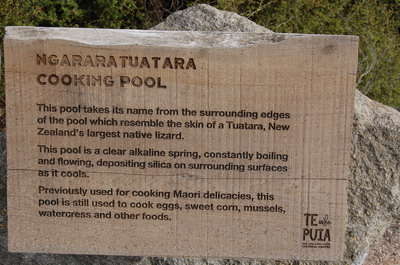 NGARARATUATARA
COOKING POOL
This pool takes its name from the surrounding edges
of the pool which resemble the skin of a Tuatara, New
Zealand's largest native lizard.
This pool is a clear alkaline spring, constantly boiling
and flowing, depositing silica on surrounding surfaces
as it cools.
Previously used for cooking Maori delicacies, this
pool is still used to cook eggs, sweet corn, mussels,
watercress and other foods.
TE
PUIA